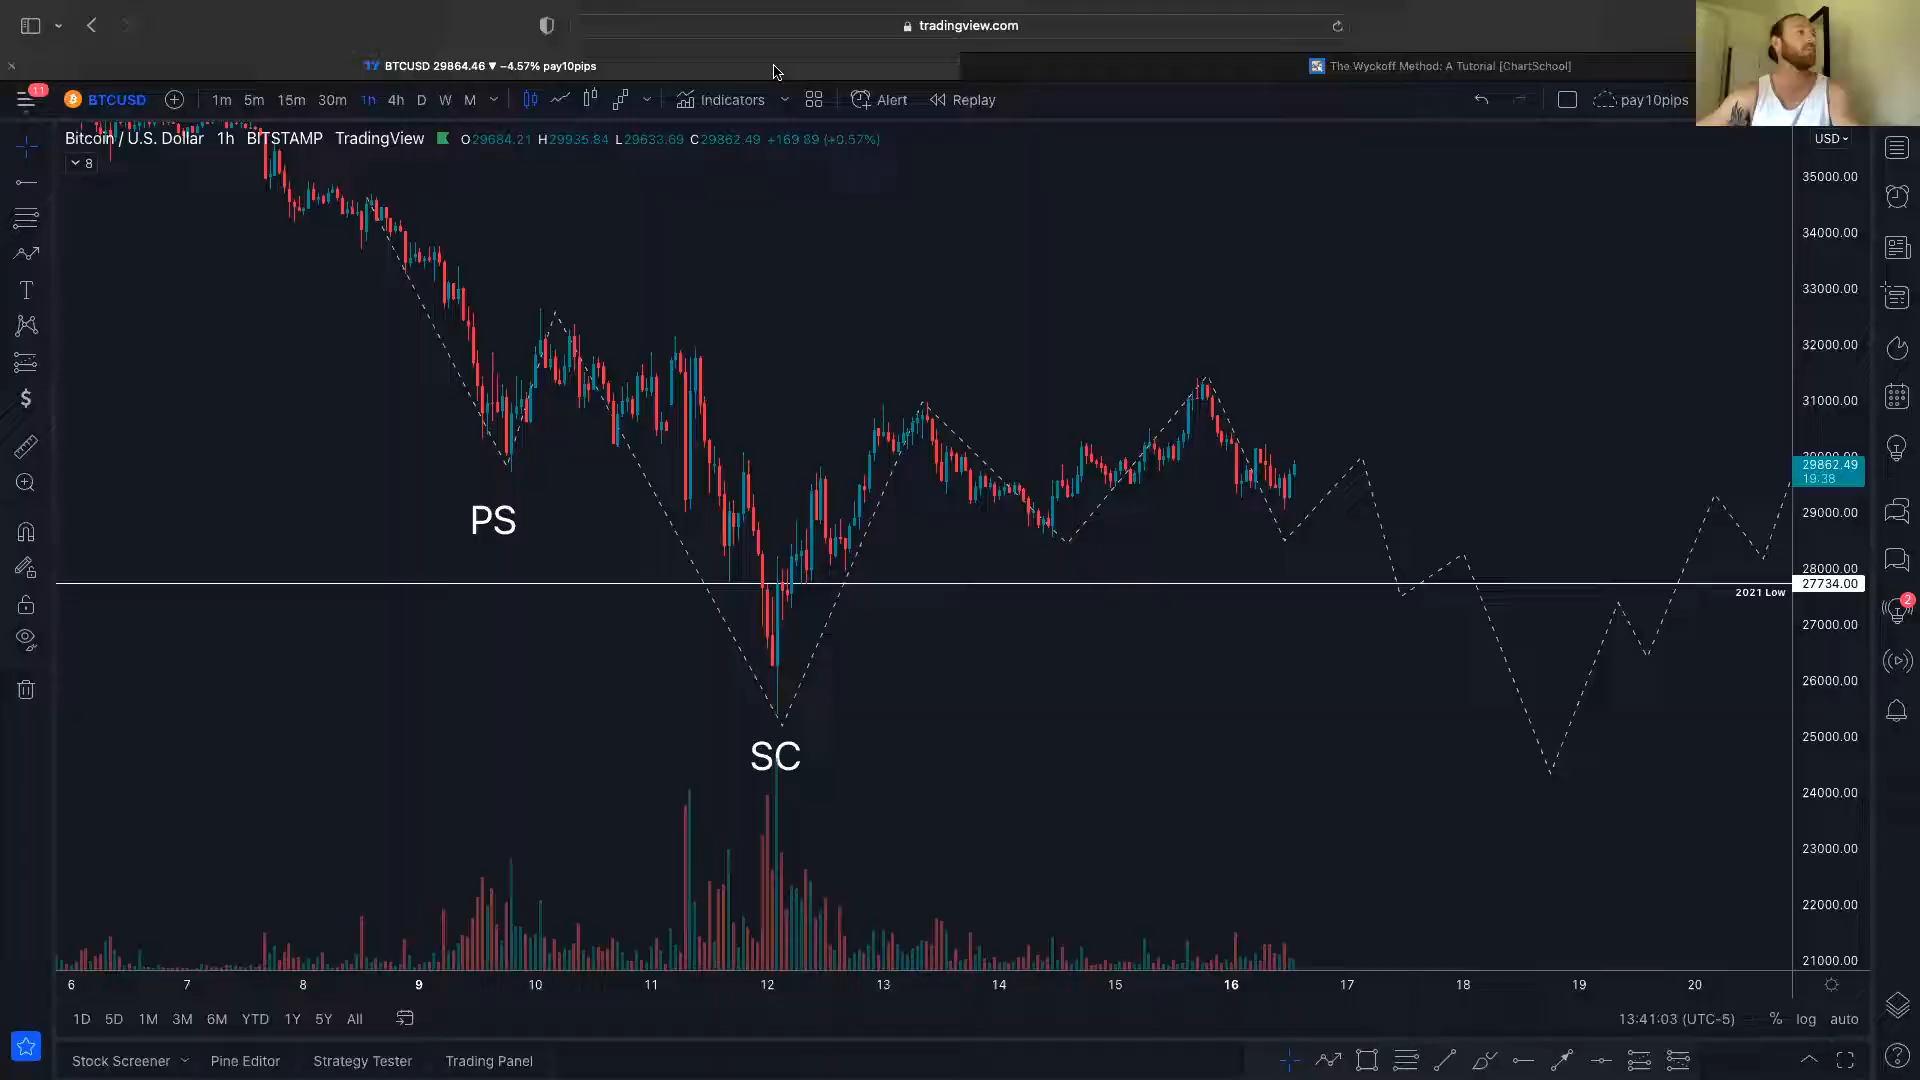 tradingview.com
BTCUSD 29864.46 ▼ −4.57% pay10pips
The Wyckoff Method: A Tutorial [ChartSchool]
11
BTCUSD 1m 5m 15m 30m 1h 4h D W M Indicators Alert Replay pay10pips
Bitcoin / U.S. Dollar 1h BITSTAMP TradingView O29684.21 H29935.84 L29633.69 C29862.49 +169.89 (+0.57%)
USD
8
35000.00
34000.00
33000.00
32000.00
31000.00
29862.49
19:38
29000.00
PS
28000.00
27734.00
2021 Low
2
27000.00
26000.00
25000.00
SC
24000.00
23000.00
22000.00
21000.00
6 7 8 9 10 11 12 13 14 15 16 17 18 19 20
1D 5D 1M 3M 6M YTD 1Y 5Y All 13:41:03 (UTC-5) % log auto
Stock Screener Pine Editor Strategy Tester Trading Panel